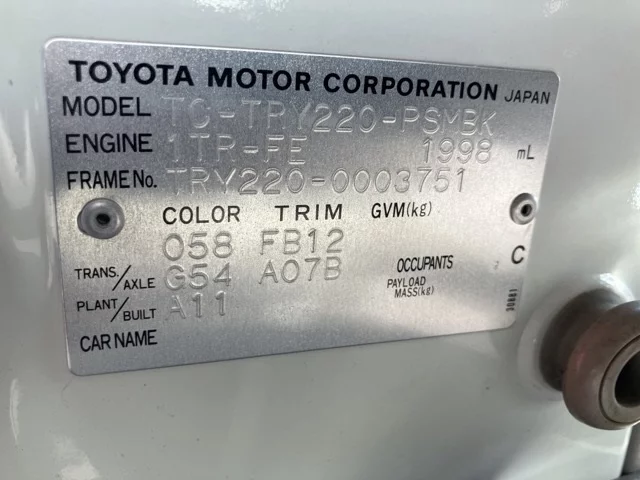 TOYOTA MOTOR CORPORATION JAPAN
MODEL TC-TRY220-PSMBK
ENGINE 1TR-FE 1998 mL
FRAME No. TRY220-0003751
COLOR TRIM GVM(kg)
058 FB12
TRANS./AXLE G54 A07B OCCUPANTS C
PLANT/BUILT A11 PAYLOAD MASS(kg)
CAR NAME